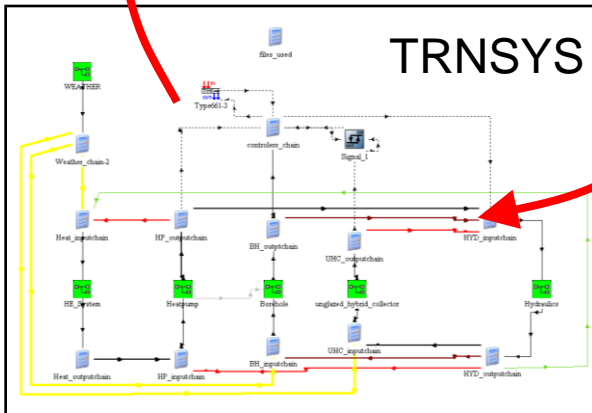 TRNSYS
files_used
WEATHER
Type661-3
controlers_chain
Signal_1
Weather_chain-2
Heat_inputchain
HP_outputchain
BH_outptchain
UHC_outputchain
HYD_inputchain
HE_System
Heatpump
Borehole
unglazed_hybrid_collector
Hydraulics
Heat_outputchain
HP_inputchain
BH_inputchain
UHC_inputchain
HYD_outputchain